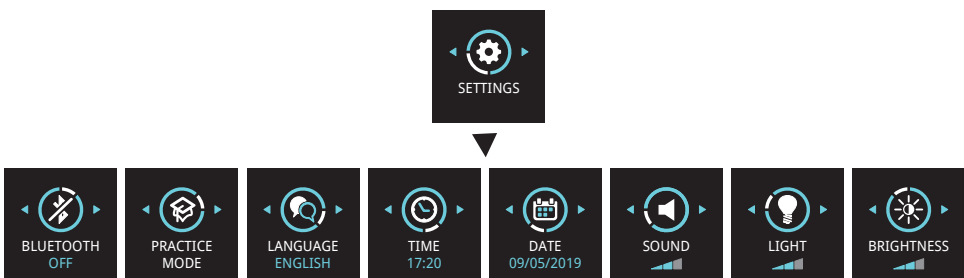 SETTINGS
BLUETOOTH
OFF
PRACTICE
MODE
LANGUAGE
ENGLISH
TIME
17:20
DATE
09/05/2019
SOUND
LIGHT
BRIGHTNESS